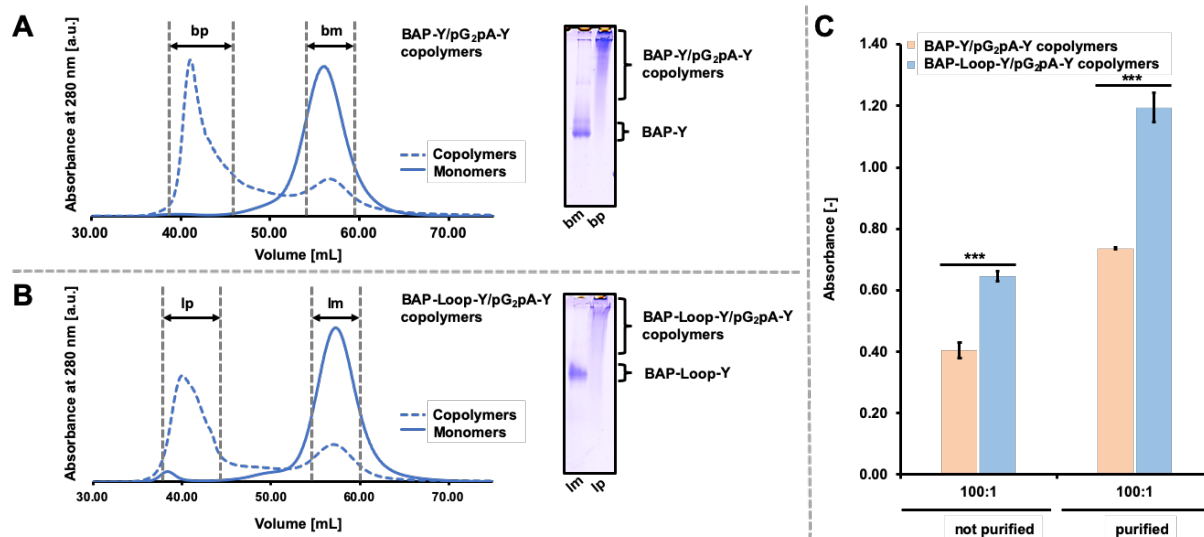 A
bp
bm
BAP-Y/pG₂pA-Y
copolymers
Absorbance at 280 nm [a.u.]
Copolymers
Monomers
30.00 40.00 50.00 60.00 70.00
Volume [mL]
BAP-Y/pG₂pA-Y
copolymers
BAP-Y
bm bp
B
lp
lm
BAP-Loop-Y/pG₂pA-Y
copolymers
Absorbance at 280 nm [a.u.]
Copolymers
Monomers
30.00 40.00 50.00 60.00 70.00
Volume [mL]
BAP-Loop-Y/pG₂pA-Y
copolymers
BAP-Loop-Y
lm lp
C
BAP-Y/pG₂pA-Y copolymers
BAP-Loop-Y/pG₂pA-Y copolymers
Absorbance [-]
1.40
1.20
1.00
0.80
0.60
0.40
0.20
0.00
***
***
100:1 100:1
not purified purified